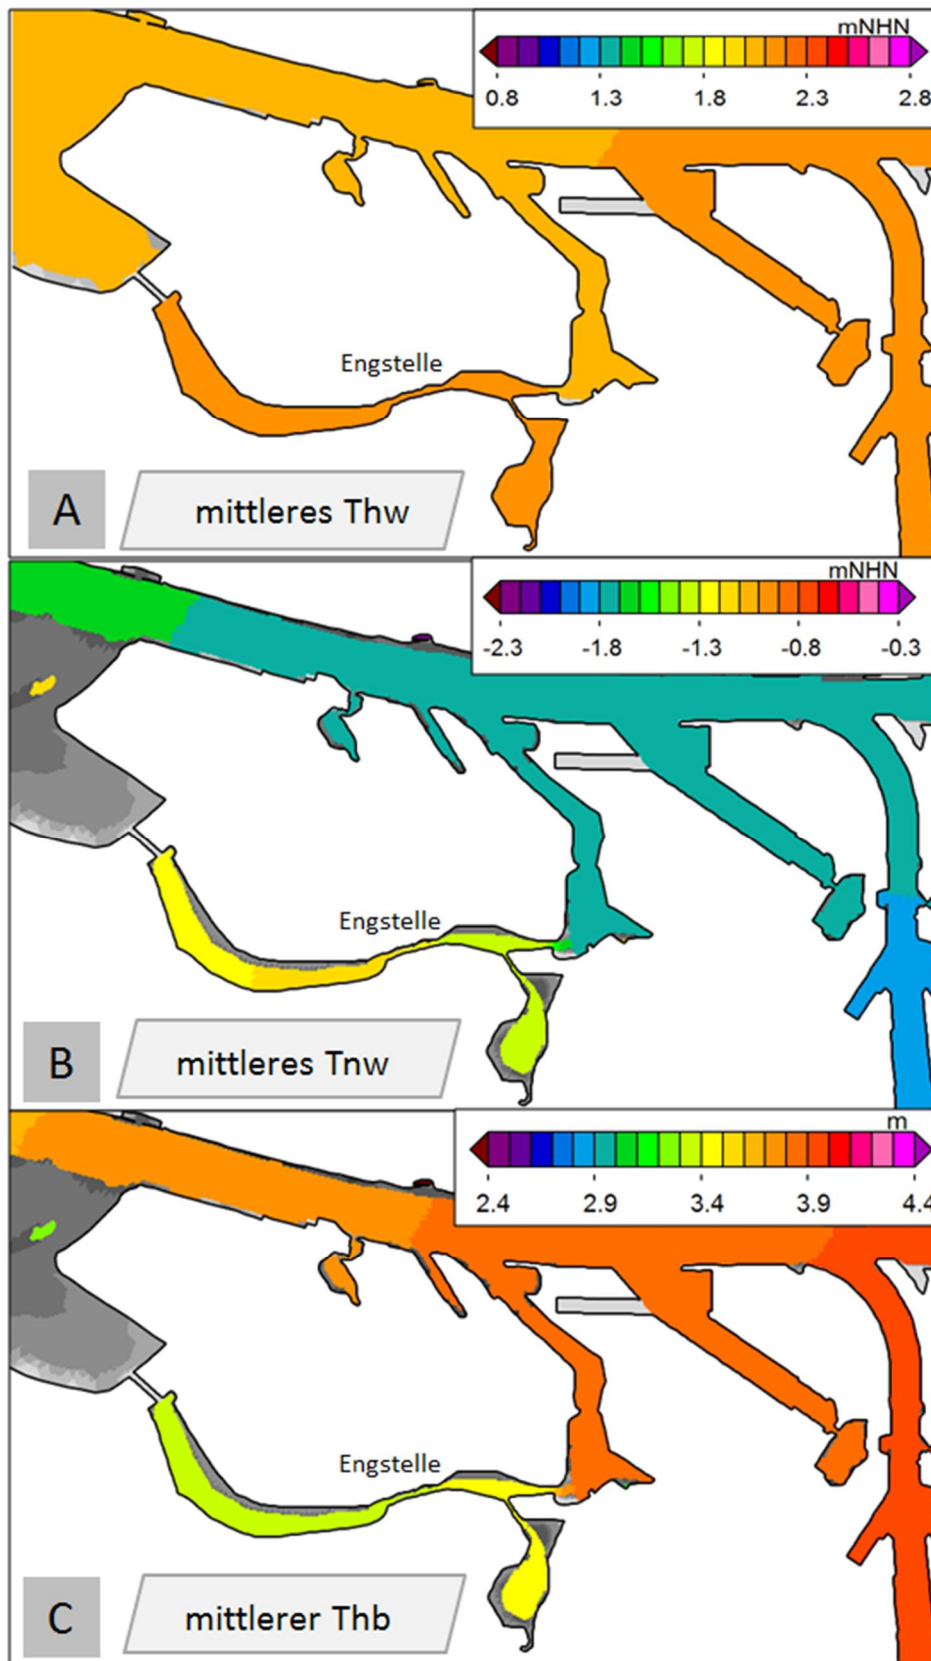 mNHN
0.8 1.3 1.8 2.3 2.8
Engstelle
A mittleres Thw
mNHN
-2.3 -1.8 -1.3 -0.8 -0.3
Engstelle
B mittleres Tnw
m
2.4 2.9 3.4 3.9 4.4
Engstelle
C mittlerer Thb